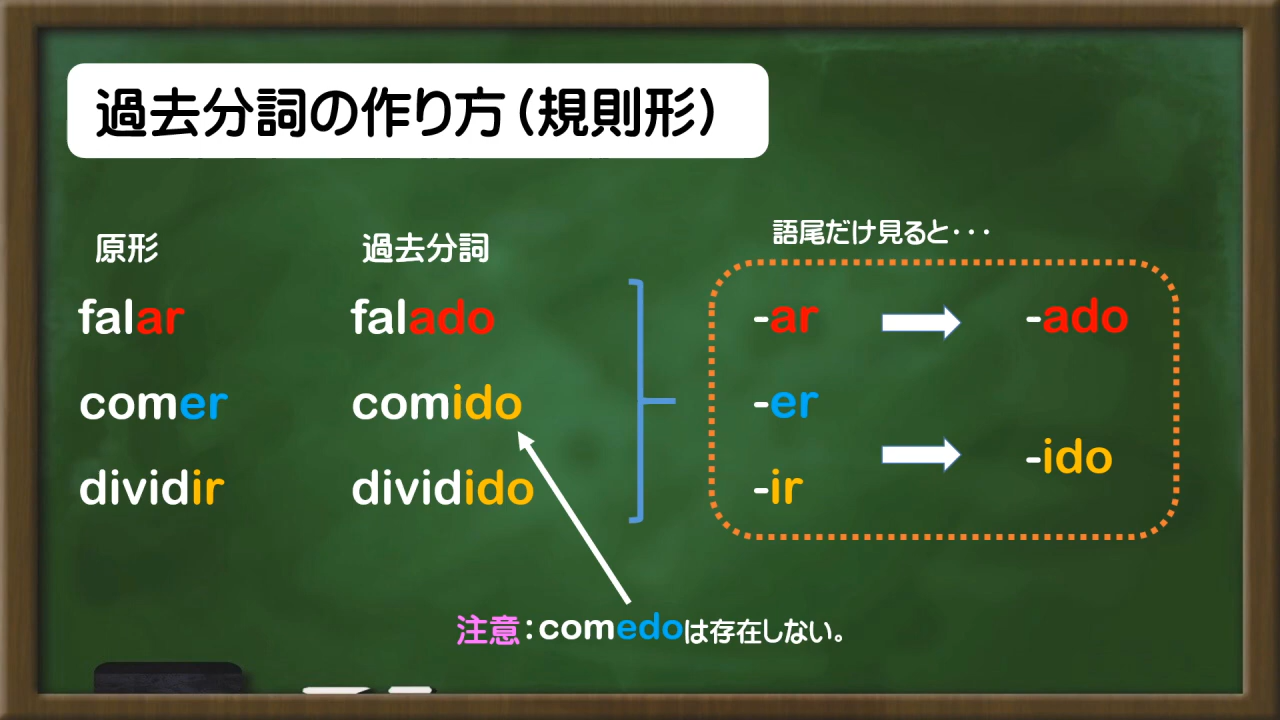 過去分詞の作り方（規則形）
原形 過去分詞
falar falado
comer comido
dividir dividido
語尾だけ見ると・・・
-ar -ado
-er
-ido
-ir
注意：comedoは存在しない。